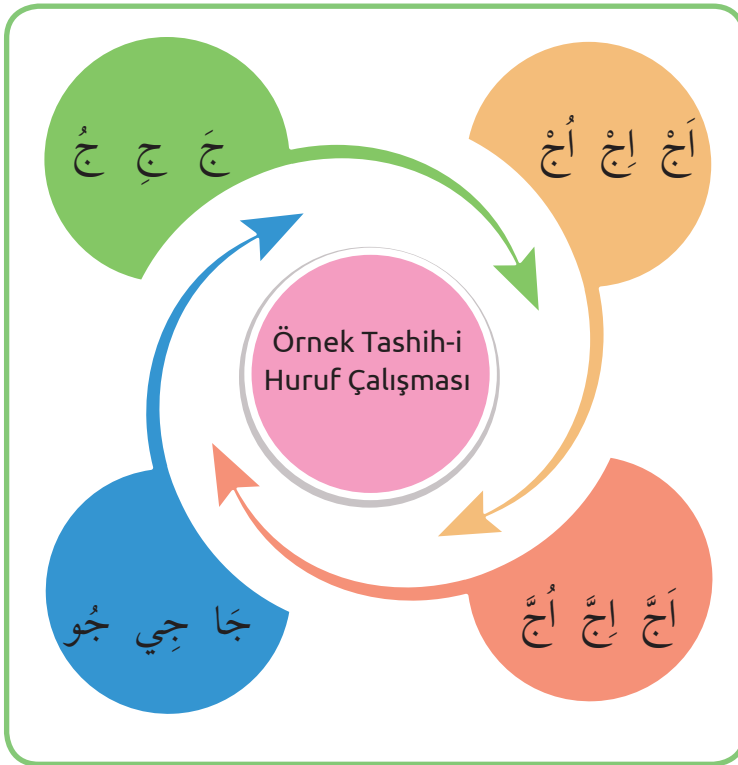 جَ جِ جُ
اَجْ اِجْ اُجْ
Örnek Tashih-i
Huruf Çalışması
جَا جِي جُو
اَجَّ اِجَّ اُجَّ